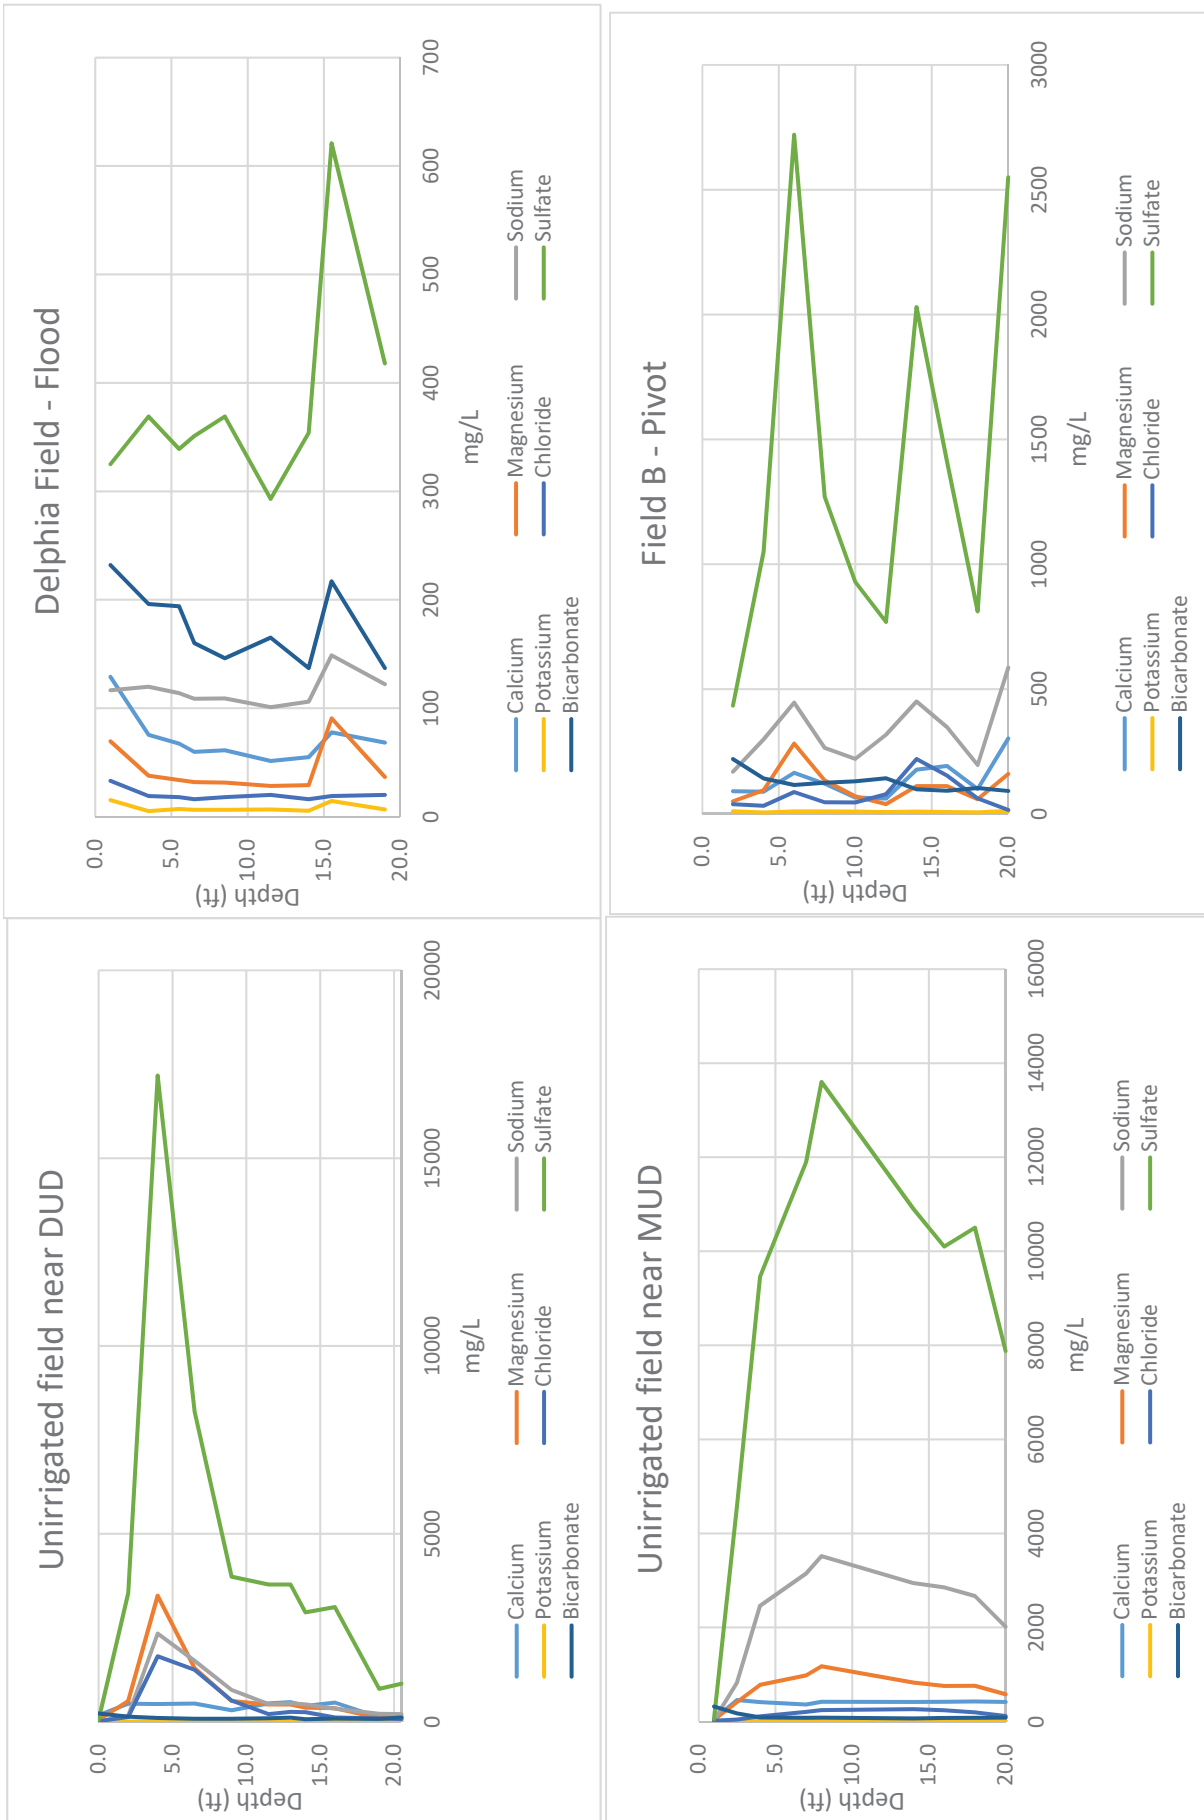 Unirrigated field near DUD
0.0
5.0
10.0
15.0
20.0
Depth (ft)
0 5000 10000 15000 20000
mg/L
Calcium Magnesium Sodium
Potassium Chloride Sulfate
Bicarbonate
Delphia Field - Flood
0.0
5.0
10.0
15.0
20.0
Depth (ft)
0 100 200 300 400 500 600 700
mg/L
Calcium Magnesium Sodium
Potassium Chloride Sulfate
Bicarbonate
Unirrigated field near MUD
0.0
5.0
10.0
15.0
20.0
Depth (ft)
0 2000 4000 6000 8000 10000 12000 14000 16000
mg/L
Calcium Magnesium Sodium
Potassium Chloride Sulfate
Bicarbonate
Field B - Pivot
0.0
5.0
10.0
15.0
20.0
Depth (ft)
0 500 1000 1500 2000 2500 3000
mg/L
Calcium Magnesium Sodium
Potassium Chloride Sulfate
Bicarbonate